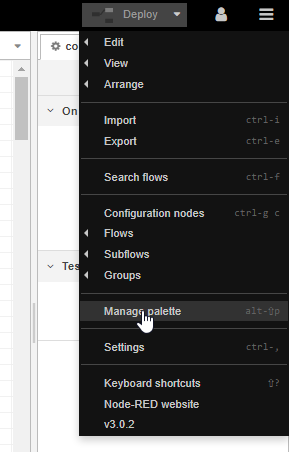 Deploy
co
Edit
View
Arrange
On
Import ctrl-i
Export ctrl-e
Search flows ctrl-f
Configuration nodes ctrl-g c
Flows
Subflows
Tes
Groups
Manage palette alt-⇧p
Settings ctrl-,
Keyboard shortcuts ⇧?
Node-RED website
v3.0.2